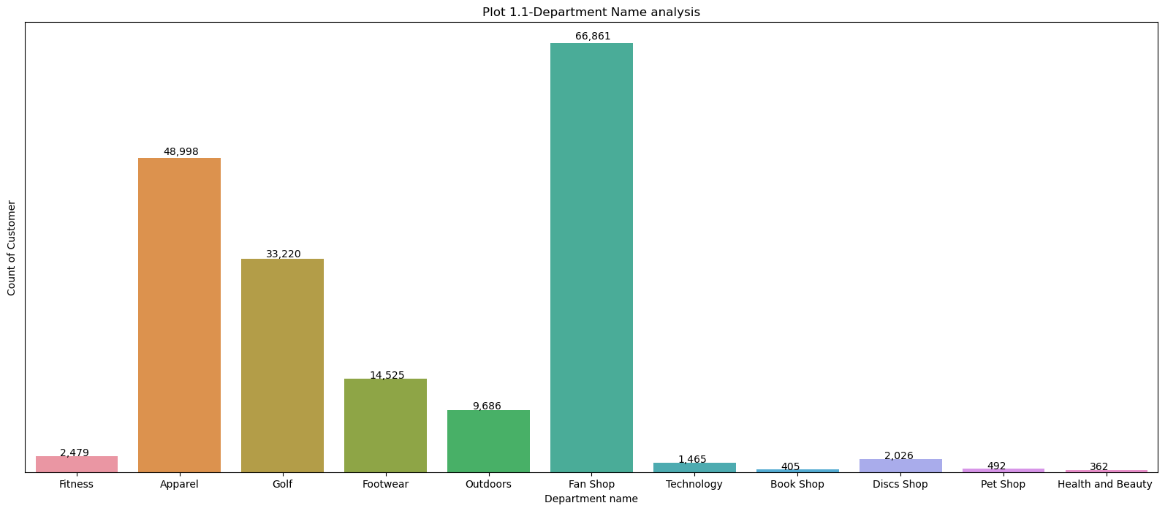 Plot 1.1-Department Name analysis
66,861
48,998
33,220
14,525
9,686
2,479
1,465
405
2,026
492
362
Count of Customer
Fitness Apparel Golf Footwear Outdoors Fan Shop Technology Book Shop Discs Shop Pet Shop Health and Beauty
Department name